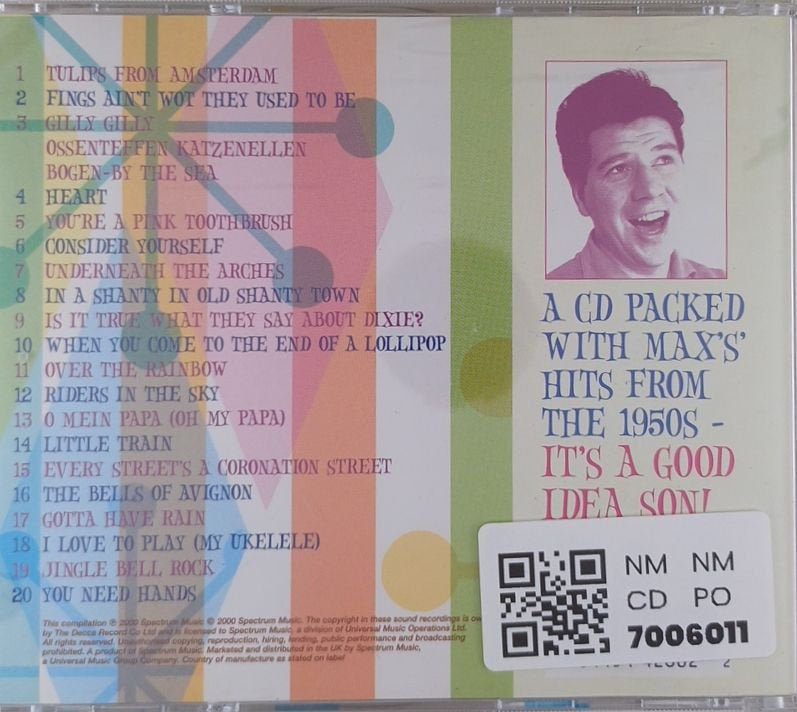 1 TULIPS FROM AMSTERDAM
2 FINGS AIN'T WOT THEY USED TO BE
3 GILLY GILLY
OSSENTEFFEN KATZENELLEN
BOGEN-BY THE SEA
4 HEART
5 YOU'RE A PINK TOOTHBRUSH
6 CONSIDER YOURSELF
7 UNDERNEATH THE ARCHES
8 IN A SHANTY IN OLD SHANTY TOWN
9 IS IT TRUE WHAT THEY SAY ABOUT DIXIE?
10 WHEN YOU COME TO THE END OF A LOLLIPOP
11 OVER THE RAINBOW
12 RIDERS IN THE SKY
13 O MEIN PAPA (OH MY PAPA)
14 LITTLE TRAIN
15 EVERY STREET'S A CORONATION STREET
16 THE BELLS OF AVIGNON
17 GOTTA HAVE RAIN
18 I LOVE TO PLAY (MY UKELELE)
19 JINGLE BELL ROCK
20 YOU NEED HANDS
This compilation ℗ 2000 Spectrum Music © 2000 Spectrum Music. The copyright in these sound recordings is
by The Decca Record Co Ltd and is licensed to Spectrum Music, a division of Universal Music Operations Ltd.
All rights reserved. Unauthorised copying, reproduction, hiring, lending, public performance and broadcasting
prohibited. A product of Spectrum Music. Marketed and distributed in the UK by Spectrum Music,
a Universal Music Group Company. Country of manufacture as stated on label
A CD PACKED
WITH MAX'S'
HITS FROM
THE 1950S -
IT'S A GOOD
IDEA SON!
NM NM
CD PO
7006011